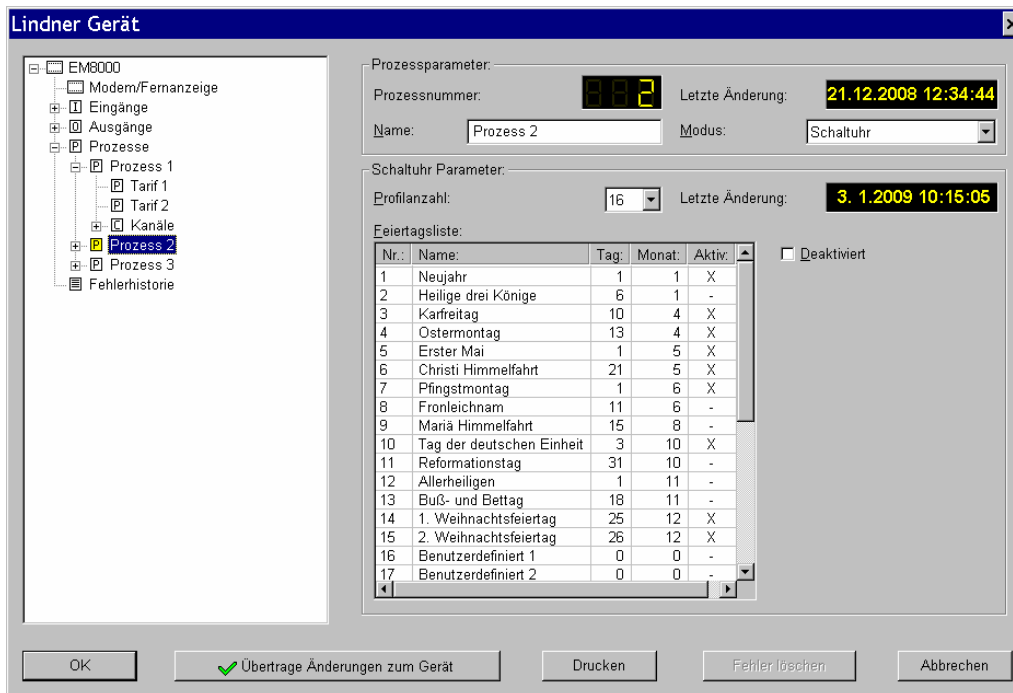 Lindner Gerät
EM8000
Modem/Fernanzeige
I Eingänge
O Ausgänge
P Prozesse
P Prozess 1
P Tarif 1
P Tarif 2
C Kanäle
P Prozess 2
P Prozess 3
Fehlerhistorie
Prozessparameter:
Prozessnummer: 2 Letzte Änderung: 21.12.2008 12:34:44
Name: Prozess 2 Modus: Schaltuhr
Schaltuhr Parameter:
Profilanzahl: 16 Letzte Änderung: 3. 1.2009 10:15:05
Feiertagsliste:
Nr.: Name: Tag: Monat: Aktiv: Deaktiviert
1 Neujahr 1 1 X
2 Heilige drei Könige 6 1 -
3 Karfreitag 10 4 X
4 Ostermontag 13 4 X
5 Erster Mai 1 5 X
6 Christi Himmelfahrt 21 5 X
7 Pfingstmontag 1 6 X
8 Fronleichnam 11 6 -
9 Mariä Himmelfahrt 15 8 -
10 Tag der deutschen Einheit 3 10 X
11 Reformationstag 31 10 -
12 Allerheiligen 1 11 -
13 Buß- und Bettag 18 11 -
14 1. Weihnachtsfeiertag 25 12 X
15 2. Weihnachtsfeiertag 26 12 X
16 Benutzerdefiniert 1 0 0 -
17 Benutzerdefiniert 2 0 0 -
OK Übertrage Änderungen zum Gerät Drucken Fehler löschen Abbrechen